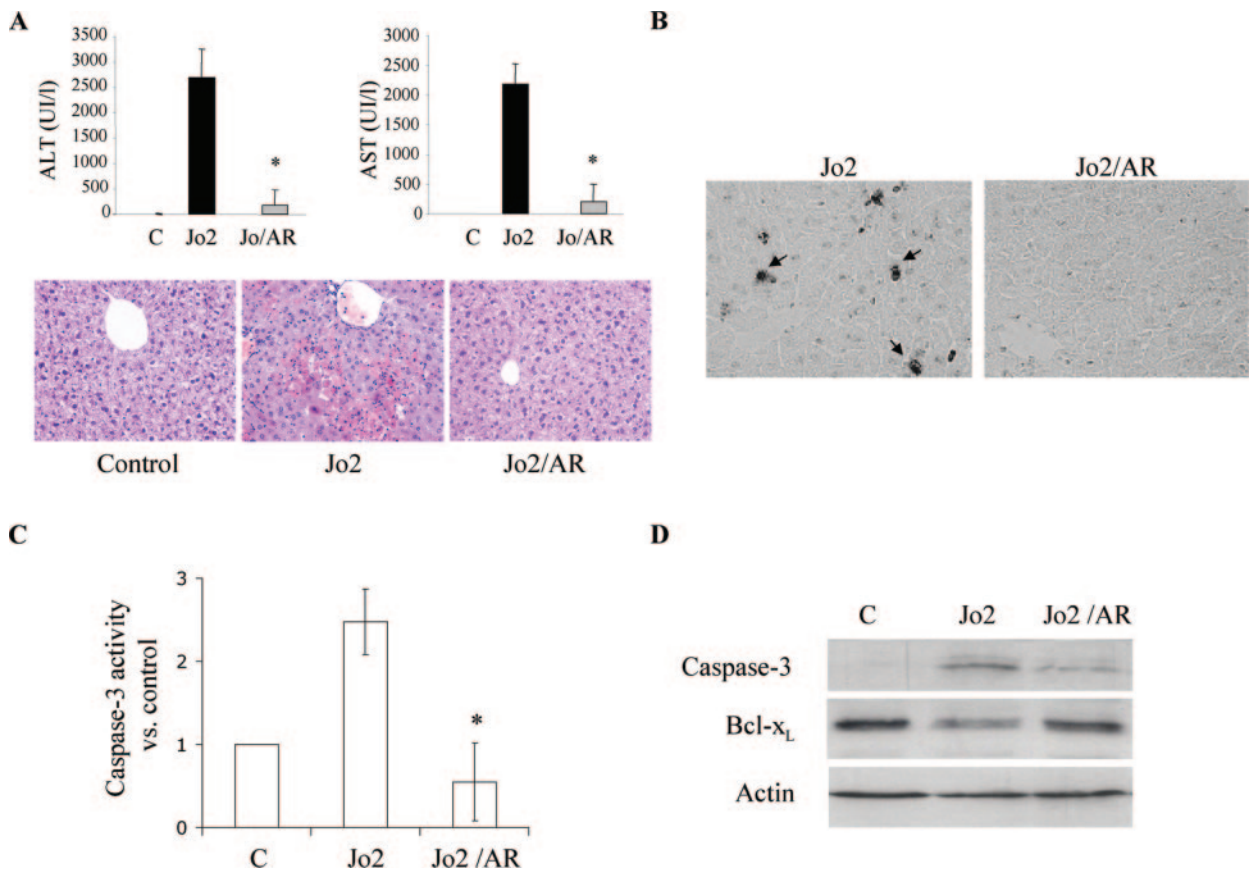 A
ALT (UI/l)
3500
3000
2500
2000
1500
1000
500
0
C Jo2 Jo/AR
*
AST (UI/l)
3000
2500
2000
1500
1000
500
0
C Jo2 Jo/AR
*
Control Jo2 Jo2/AR
B
Jo2 Jo2/AR
C
Caspase-3 activity
vs. control
3
2
1
0
*
C Jo2 Jo2 /AR
D
C Jo2 Jo2 /AR
Caspase-3
Bcl-xL
Actin